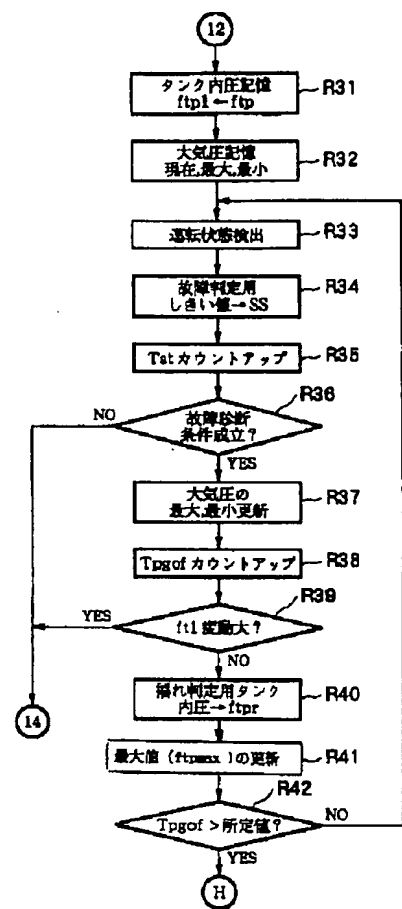 12
タンク内圧記憶
ftp1←ftp
R31
大気圧記憶
現在,最大,最小
R32
運転状態検出
R33
故障判定用
しきい値→SS
R34
Tstカウントアップ
R35
R36
故障診断
条件成立?
NO
YES
大気圧の
最大,最小更新
R37
Tpgofカウントアップ
R38
R39
ftl変動大?
YES
NO
14
漏れ判定用タンク
内圧→ftpr
R40
最大値(ftpmax)の更新
R41
R42
Tpgof>所定値?
NO
YES
H